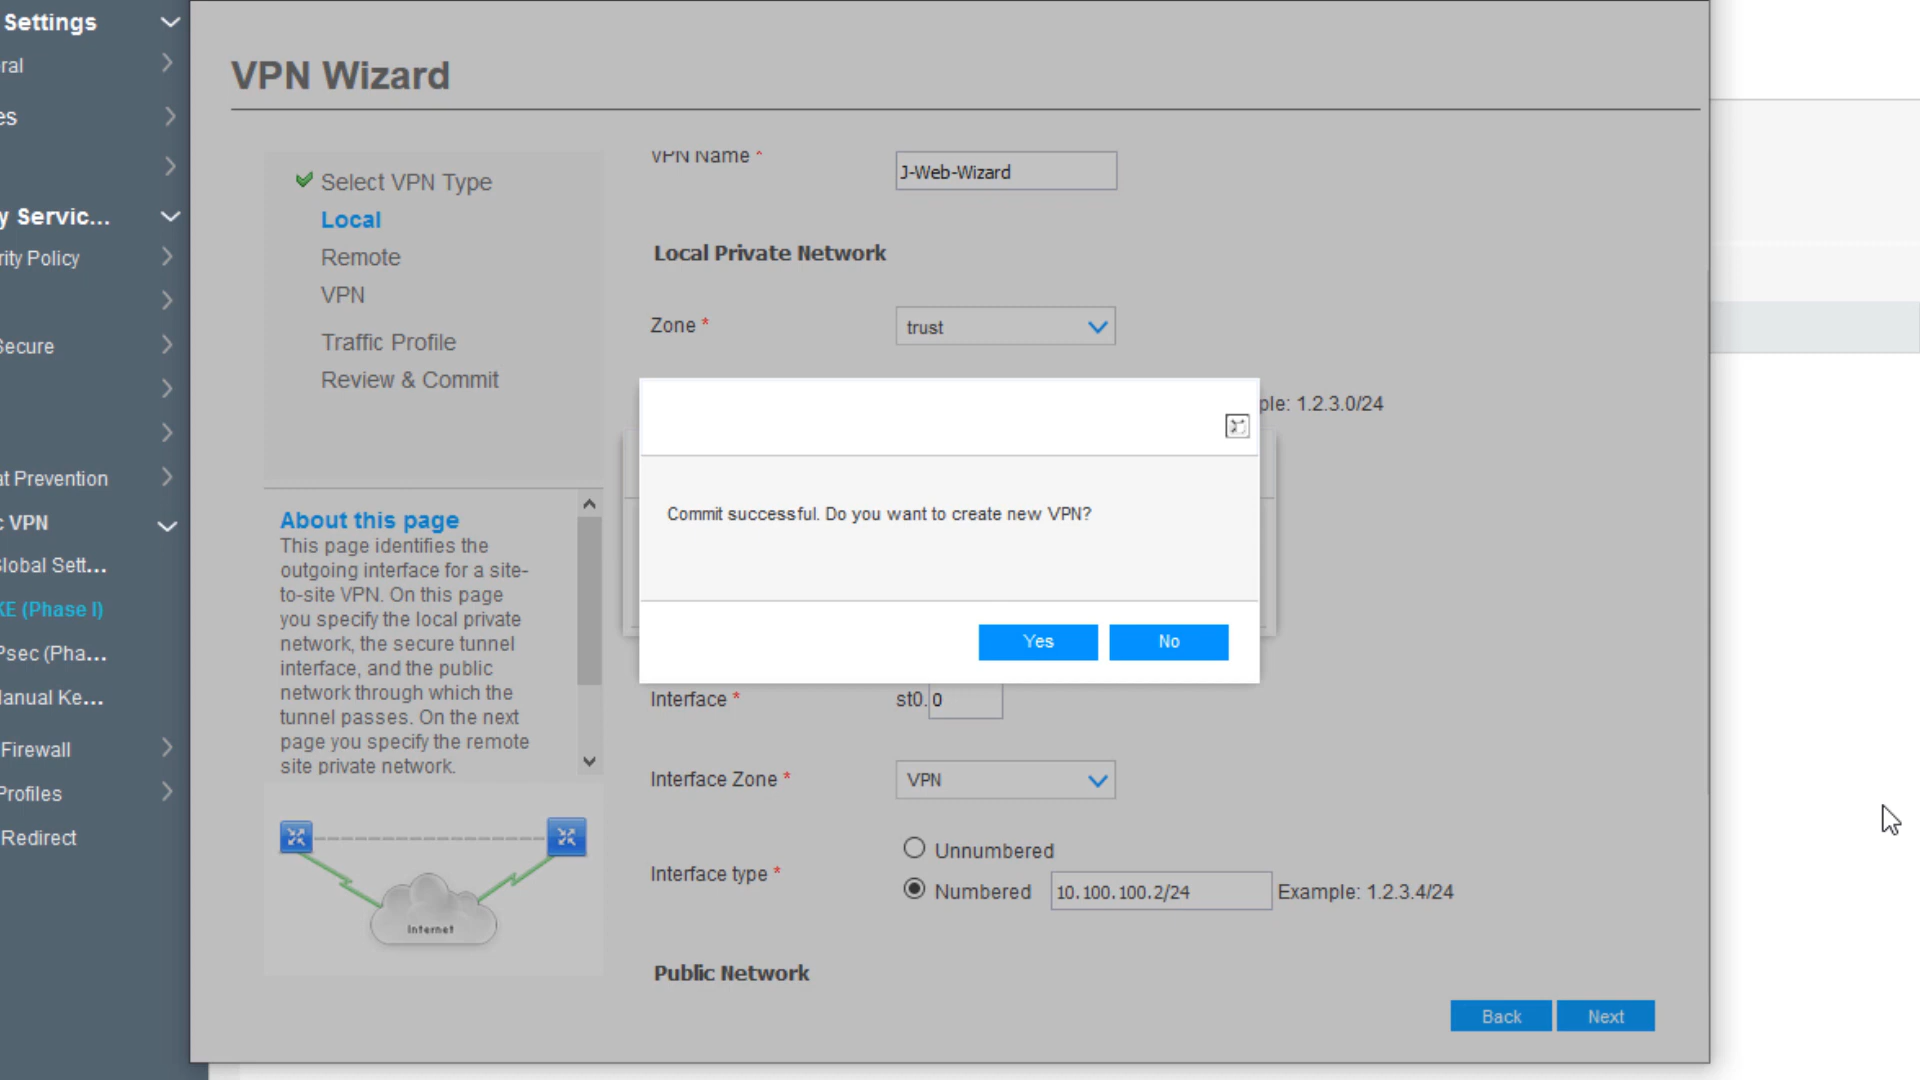 Settings
ral
es
y Servic...
rity Policy
Secure
at Prevention
c VPN
Global Sett...
KE (Phase I)
Psec (Pha...
Manual Ke...
Firewall
Profiles
Redirect
VPN Wizard
Select VPN Type
Local
Remote
VPN
Traffic Profile
Review & Commit
About this page
This page identifies the
outgoing interface for a site-
to-site VPN. On this page
you specify the local private
network, the secure tunnel
interface, and the public
network through which the
tunnel passes. On the next
page you specify the remote
site private network.
Internet
VPN Name *
J-Web-Wizard
Local Private Network
Zone *
trust
ple: 1.2.3.0/24
Commit successful. Do you want to create new VPN?
Yes
No
Interface *
st0.
0
Interface Zone *
VPN
Interface type *
Unnumbered
Numbered
10.100.100.2/24
Example: 1.2.3.4/24
Public Network
Back
Next